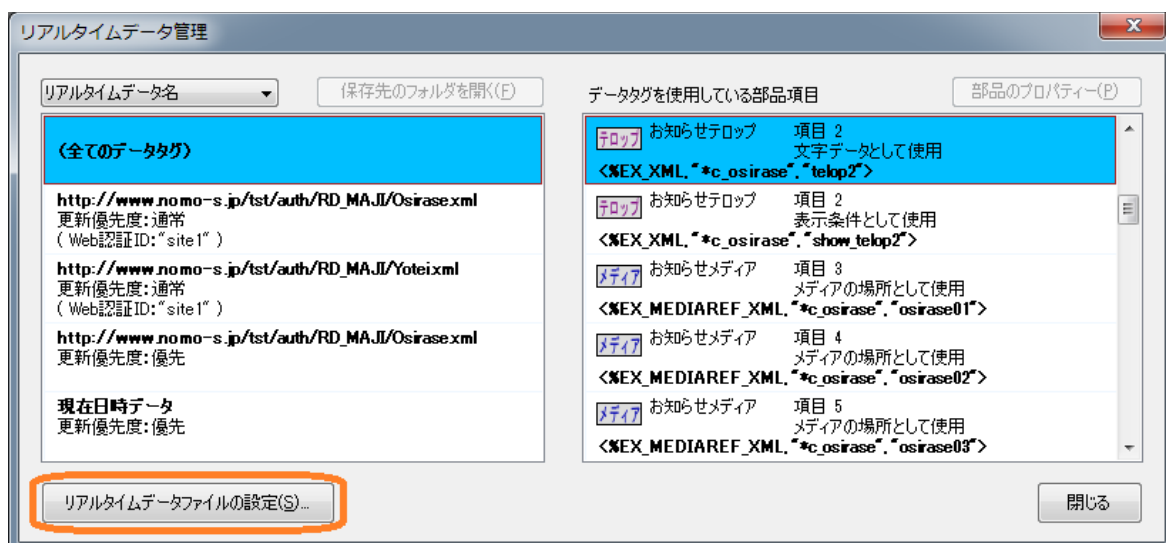 リアルタイムデータ管理
リアルタイムデータ名
保存先のフォルダを開く(F)
(全てのデータタグ)
http://www.nomo-s.jp/tst/auth/RD_MAJI/Osirase.xml
更新優先度:通常
( Web認証ID:"site1" )
http://www.nomo-s.jp/tst/auth/RD_MAJI/Yotei.xml
更新優先度:通常
( Web認証ID:"site1" )
http://www.nomo-s.jp/tst/auth/RD_MAJI/Osirase.xml
更新優先度:優先
現在日時データ
更新優先度:優先
データタグを使用している部品項目
部品のプロパティー(P)
テロップ お知らせテロップ 項目 2
文字データとして使用
<%EX_XML,"*c_osirase","telop2">
テロップ お知らせテロップ 項目 2
表示条件として使用
<%EX_XML,"*c_osirase","show_telop2">
メディア お知らせメディア 項目 3
メディアの場所として使用
<%EX_MEDIAREF_XML,"*c_osirase","osirase01">
メディア お知らせメディア 項目 4
メディアの場所として使用
<%EX_MEDIAREF_XML,"*c_osirase","osirase02">
メディア お知らせメディア 項目 5
メディアの場所として使用
<%EX_MEDIAREF_XML,"*c_osirase","osirase03">
リアルタイムデータファイルの設定(S)...
閉じる